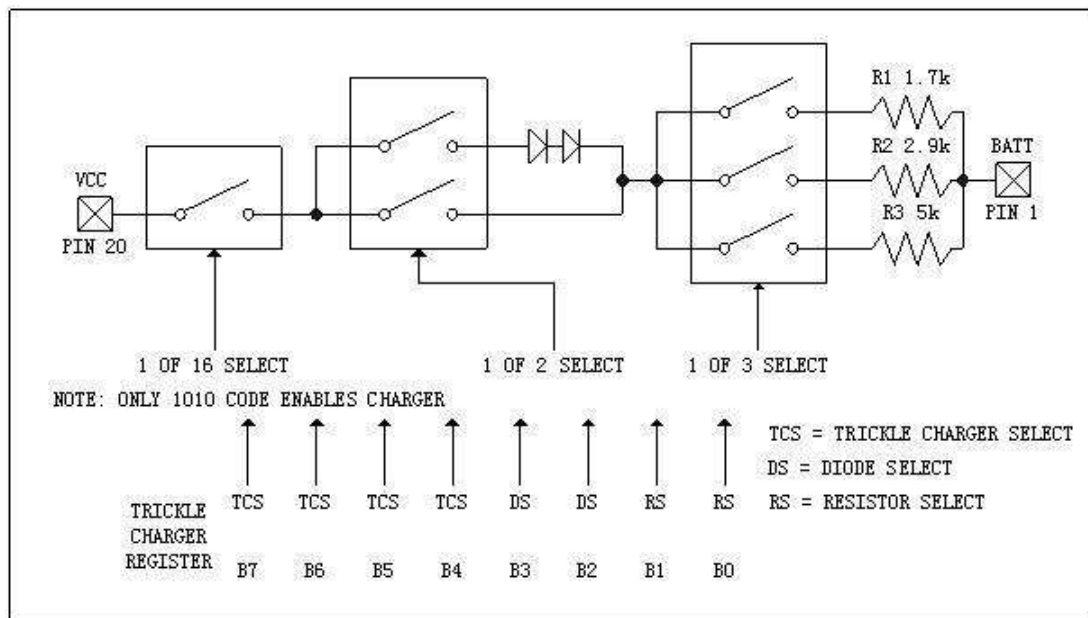 R1 1.7k
R2 2.9k
BATT
VCC
R3 5k
PIN 1
PIN 20
1 OF 16 SELECT
1 OF 2 SELECT
1 OF 3 SELECT
NOTE: ONLY 1010 CODE ENABLES CHARGER
TCS = TRICKLE CHARGER SELECT
DS = DIODE SELECT
RS = RESISTOR SELECT
TRICKLE CHARGER REGISTER
TCS TCS TCS TCS DS DS RS RS
B7 B6 B5 B4 B3 B2 B1 B0